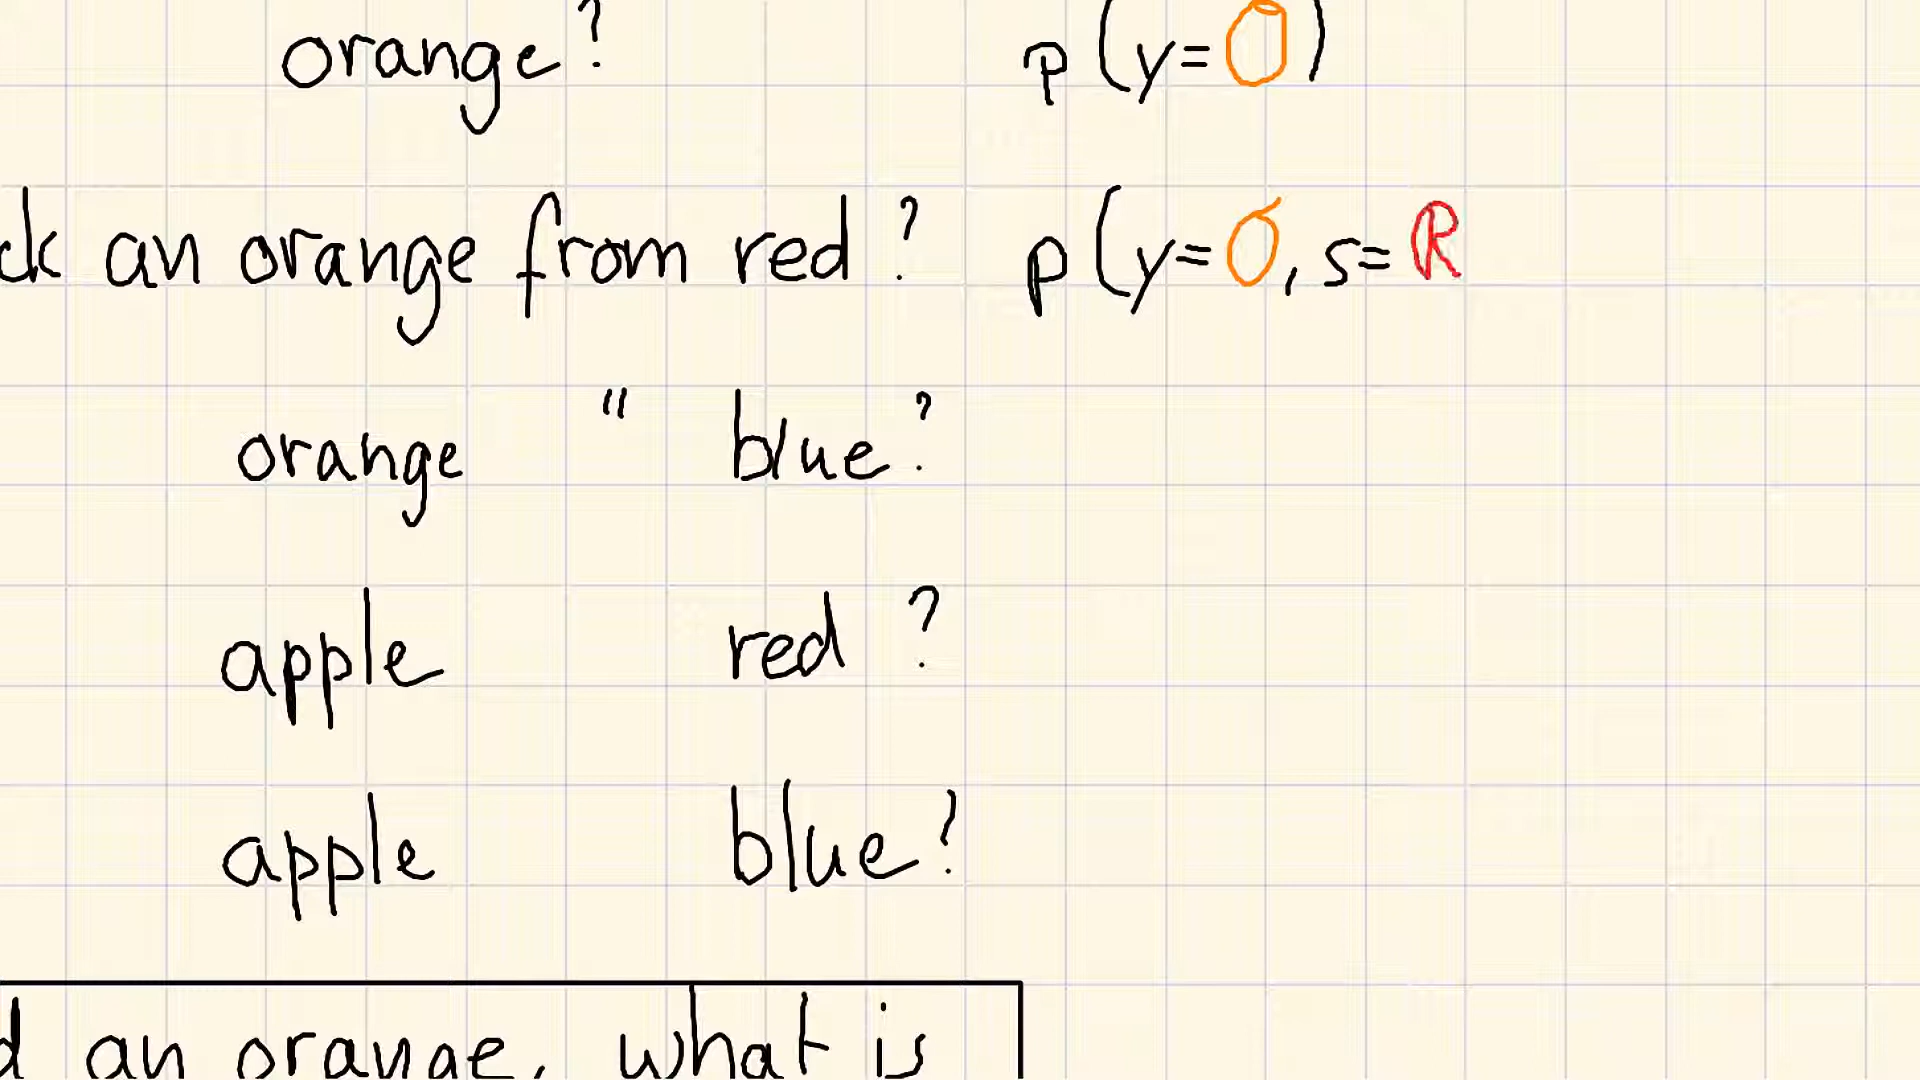 orange? p(y=O)
ck an orange from red? p(y=O, s=R
orange " blue?
apple red?
apple blue?
d an orange, what is